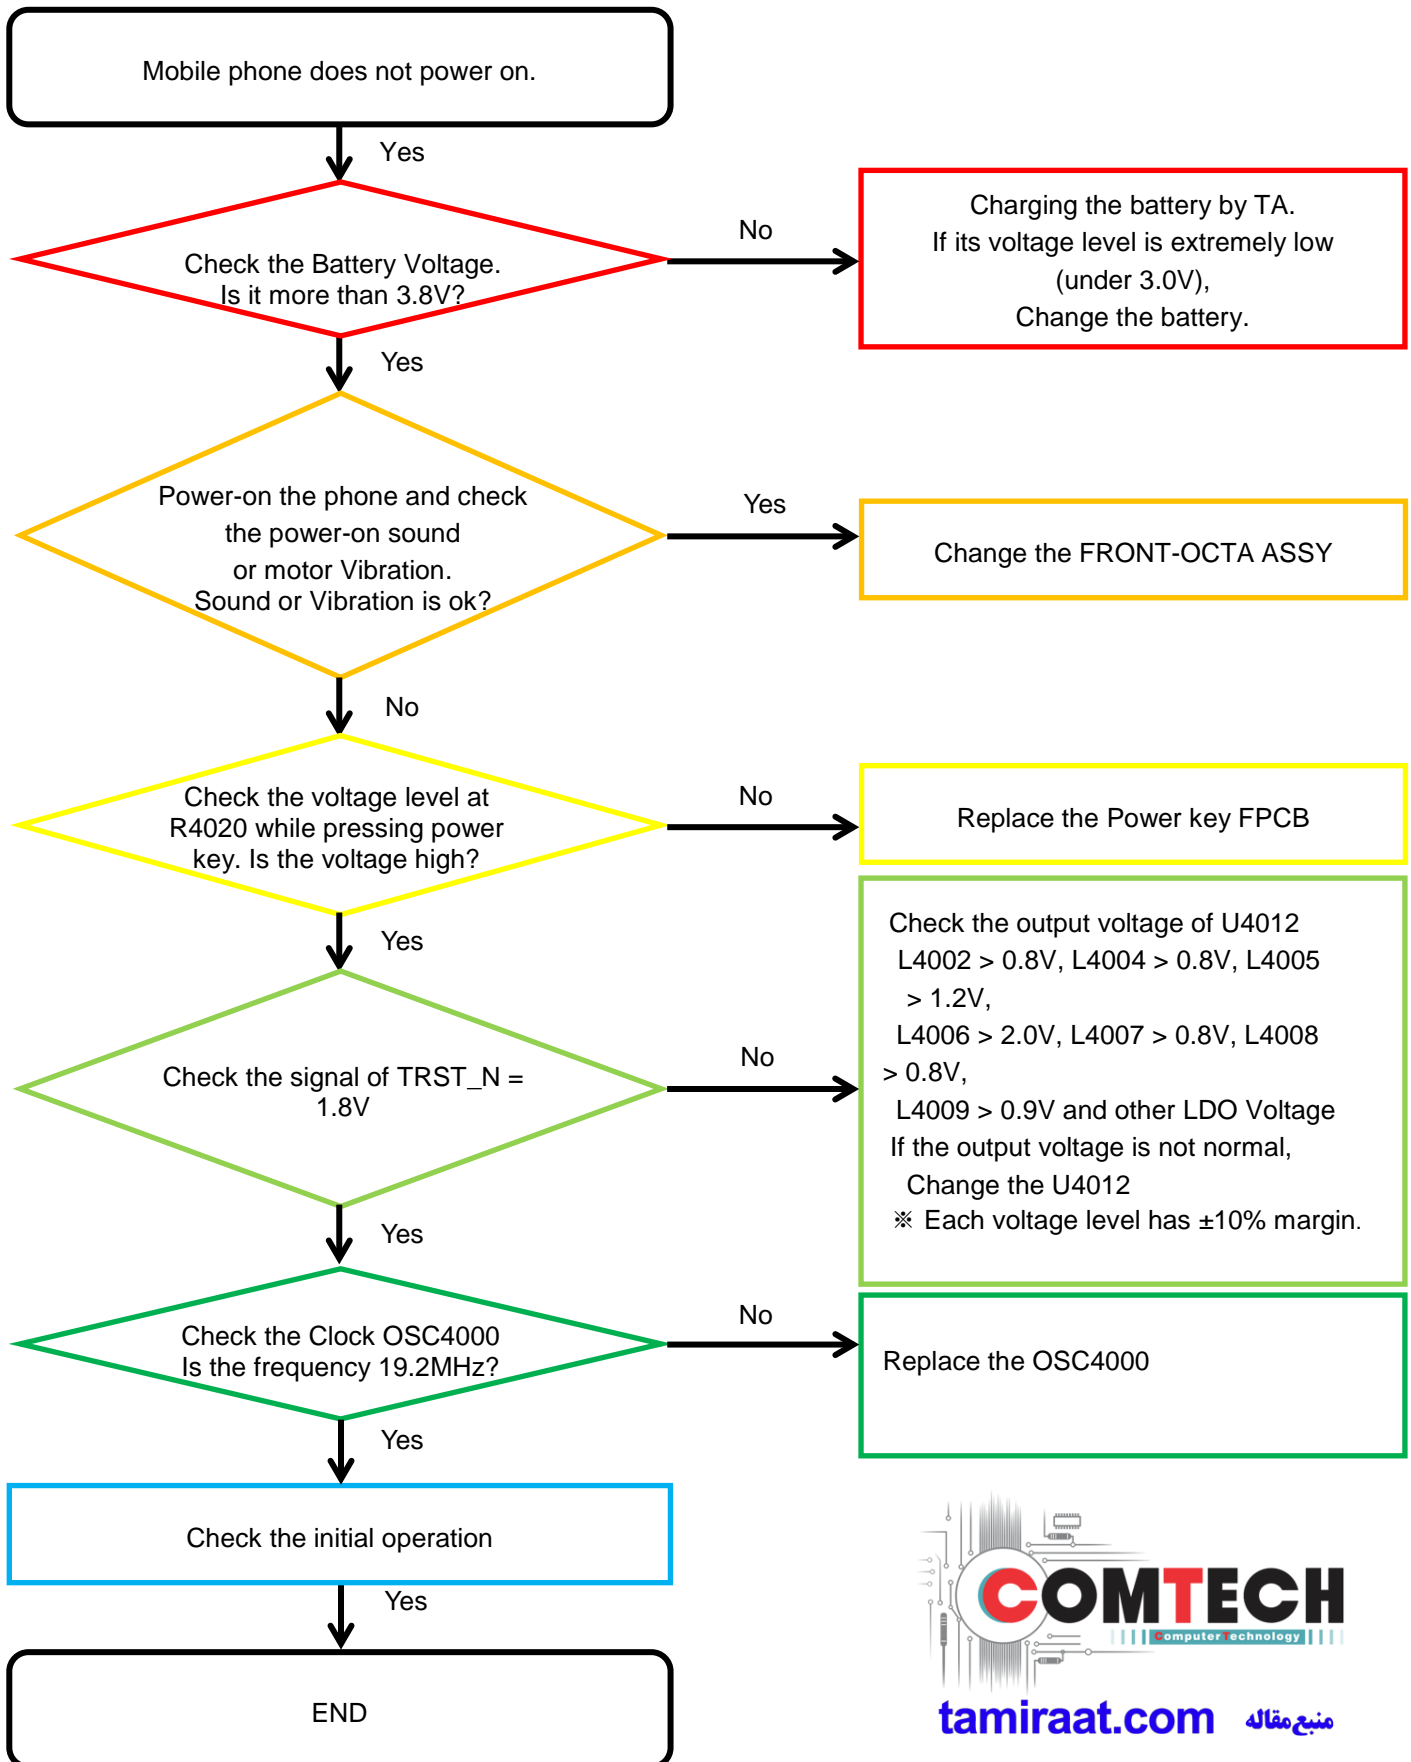 Mobile phone does not power on.
Yes
Check the Battery Voltage.
Is it more than 3.8V?
No
Charging the battery by TA.
If its voltage level is extremely low
(under 3.0V),
Change the battery.
Yes
Power-on the phone and check
the power-on sound
or motor Vibration.
Sound or Vibration is ok?
Yes
Change the FRONT-OCTA ASSY
No
Check the voltage level at
R4020 while pressing power
key. Is the voltage high?
No
Replace the Power key FPCB
Yes
Check the signal of TRST_N =
1.8V
No
Check the output voltage of U4012
L4002 > 0.8V, L4004 > 0.8V, L4005
> 1.2V,
L4006 > 2.0V, L4007 > 0.8V, L4008
> 0.8V,
L4009 > 0.9V and other LDO Voltage
If the output voltage is not normal,
Change the U4012
※ Each voltage level has ±10% margin.
Yes
Check the Clock OSC4000
Is the frequency 19.2MHz?
No
Replace the OSC4000
Yes
Check the initial operation
Yes
END
COMTECH
Computer Technology
tamiraat.com منبع مقاله